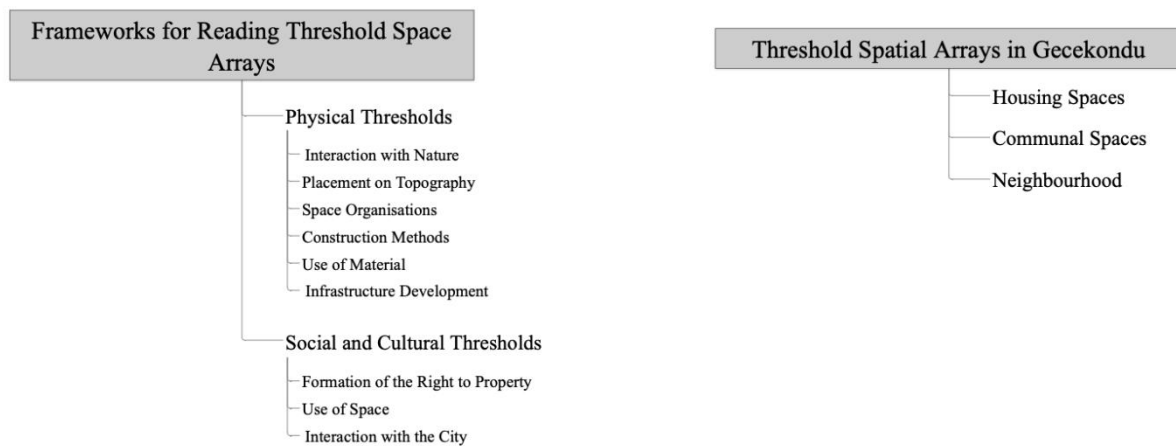 Frameworks for Reading Threshold Space
Arrays
Physical Thresholds
Interaction with Nature
Placement on Topography
Space Organisations
Construction Methods
Use of Material
Infrastructure Development
Social and Cultural Thresholds
Formation of the Right to Property
Use of Space
Interaction with the City
Threshold Spatial Arrays in Gecekondu
Housing Spaces
Communal Spaces
Neighbourhood